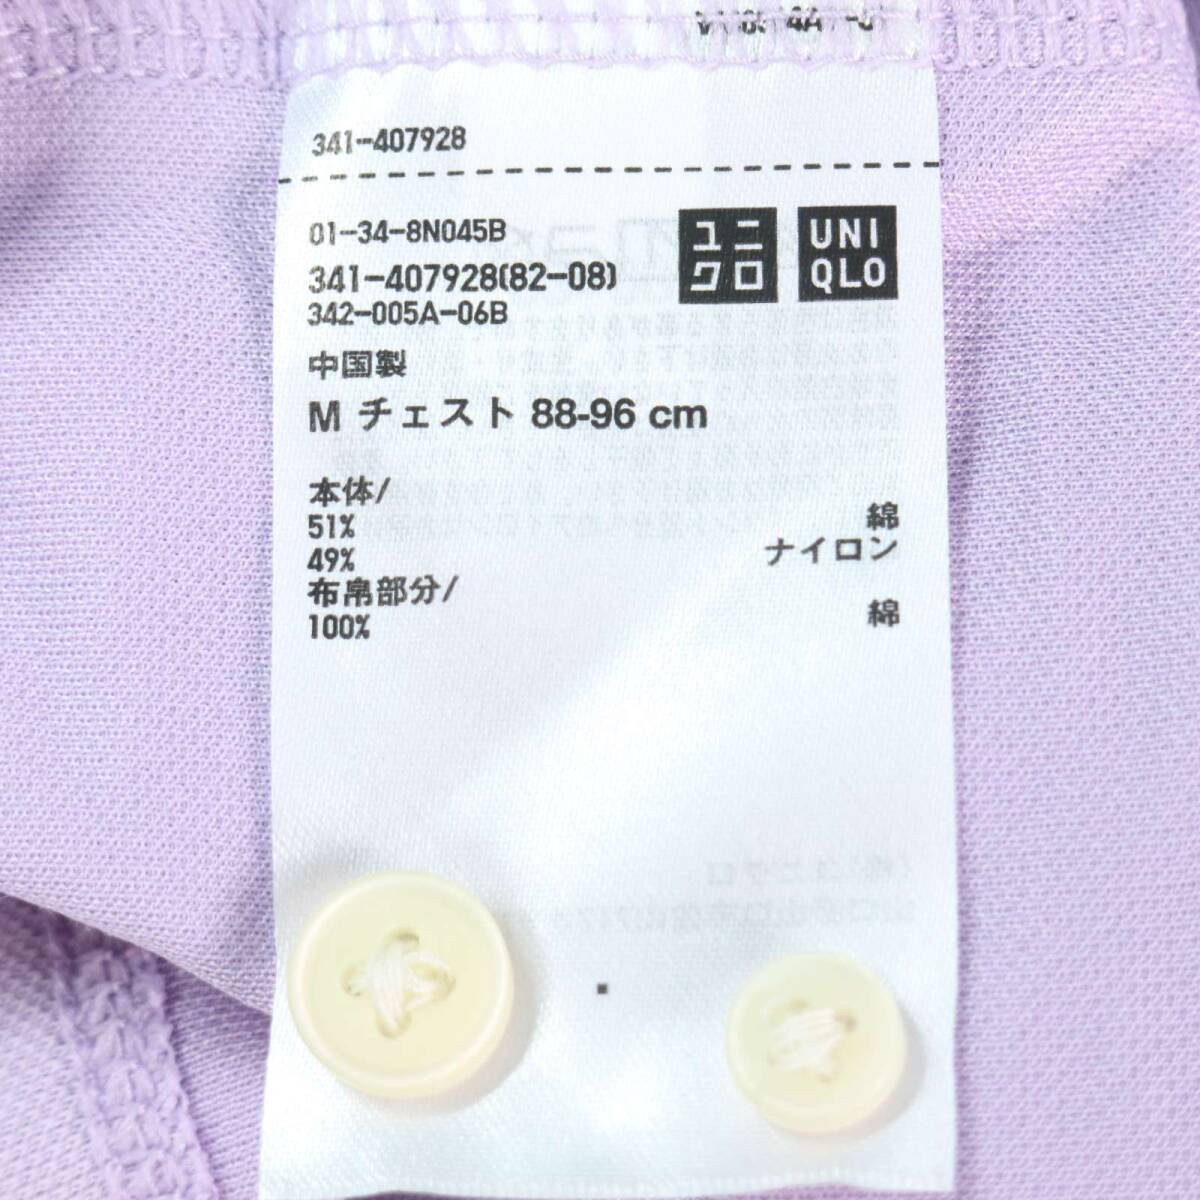 341-407928
01-34-8N045B
341-407928(82-08)
342-005A-06B
ユニ
クロ
UNI
QLO
中国製
M チェスト 88-96 cm
本体/
51% 綿
49% ナイロン
布帛部分/
100% 綿